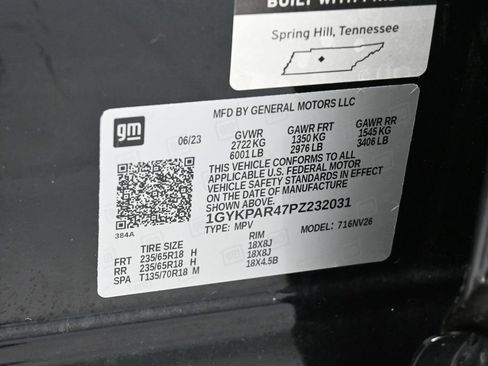 BUILT WITH PRIDE
Spring Hill, Tennessee
gm
MFD BY GENERAL MOTORS LLC
06/23
GVWR GAWR FRT GAWR RR
2722 KG 1350 KG 1545 KG
6001 LB 2976 LB 3406 LB
THIS VEHICLE CONFORMS TO ALL
APPLICABLE U.S. FEDERAL MOTOR
VEHICLE SAFETY STANDARDS IN EFFECT
ON THE DATE OF MANUFACTURE
SHOWN ABOVE.
1GYKPAR47PZ232031
TYPE: MPV MODEL: 716NV26
384A
TIRE SIZE RIM
FRT 235/65R18 H 18X8J
RR 235/65R18 H 18X8J
SPA T135/70R18 M 18X4.5B